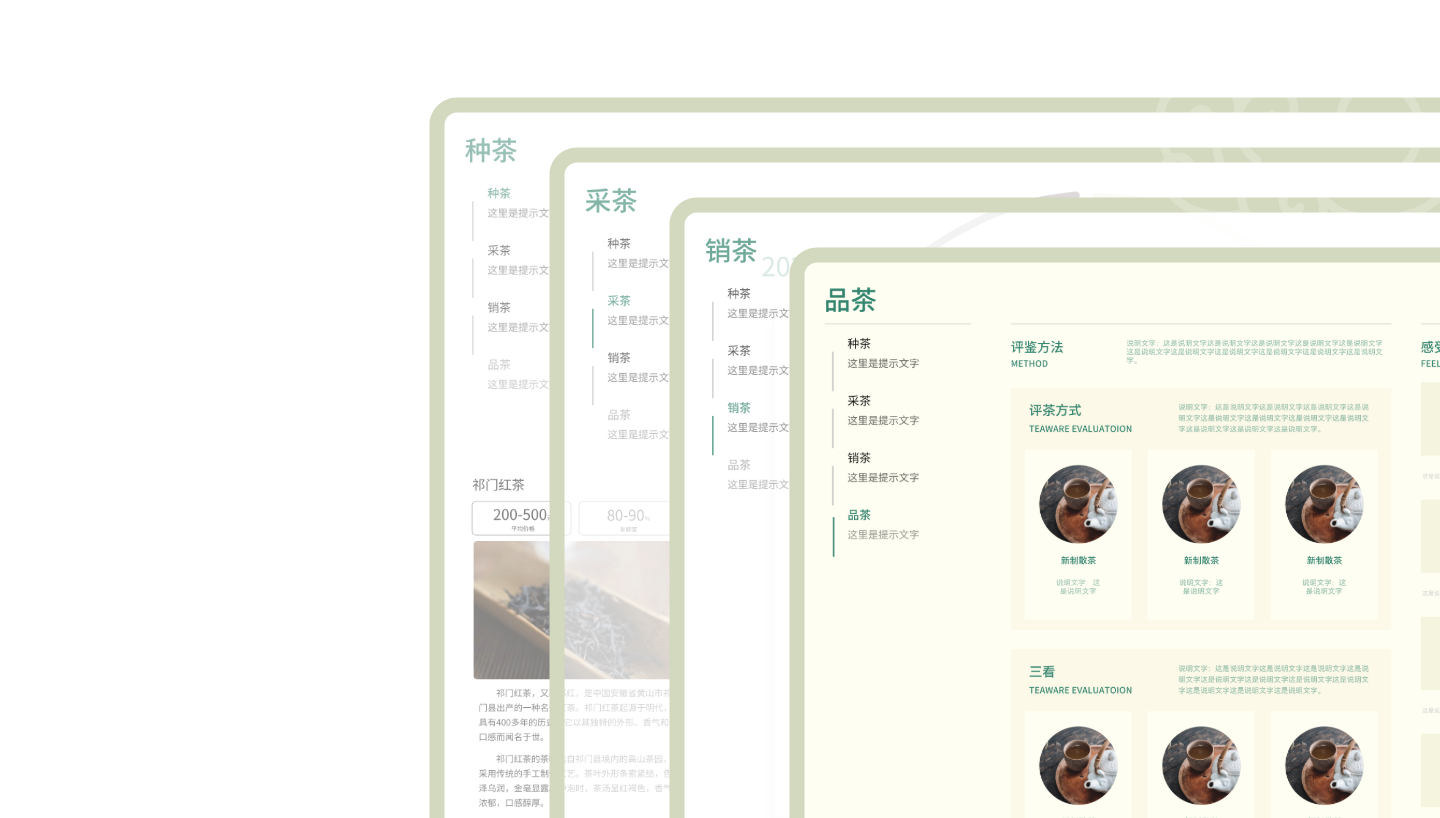 种茶
种茶
这里是提示文
采茶
这里是提示文
销茶
这里是提示文
品茶
这里是提示文
祁门红茶
200-500
平均价格
80-90%
发酵度
祁门红茶，又
红，是中国安徽省黄山市祁
门县出产的一种名
茶。祁门红茶起源于明代，
具有400多年的历史
它以其独特的外形、香气和
口感而闻名于世。
祁门红茶的茶
自祁门县境内的高山茶园，
采用传统的手工制
艺。茶叶外形条索紧结，色
泽乌润，金毫显露
泡时，茶汤呈红褐色，香气
浓郁，口感醇厚。
采茶
种茶
这里是提示文
采茶
这里是提示文
销茶
这里是提示文
品茶
这里是提示文
销茶
20
种茶
这里是提示文
采茶
这里是提示文
销茶
这里是提示文
品茶
这里是提示文
品茶
种茶
这里是提示文字
采茶
这里是提示文字
销茶
这里是提示文字
品茶
这里是提示文字
评鉴方法
METHOD
说明文字：这是说明文字这是说明文字这是说明文字这是说明文字
这是说明文字这是说明文字这是说明文字这是说明文字这是说明文
字。
评茶方式
TEAWARE EVALUATOION
说明文字：这是说明文字这是说明文字这是说明文字这是说
明文字这是说明文字这是说明文字这是说明文字这是说明文
字这是说明文字这是说明文字这是说明文字。
新制散茶
说明文字：这
是说明文字
新制散茶
说明文字：这
是说明文字
新制散茶
说明文字：这
是说明文字
三看
TEAWARE EVALUATOION
说明文字：这是说明文字这是说明文字这是说明文字这是说
明文字这是说明文字这是说明文字这是说明文字这是说明文
字这是说明文字这是说明文字这是说明文字。
感受
FEEL